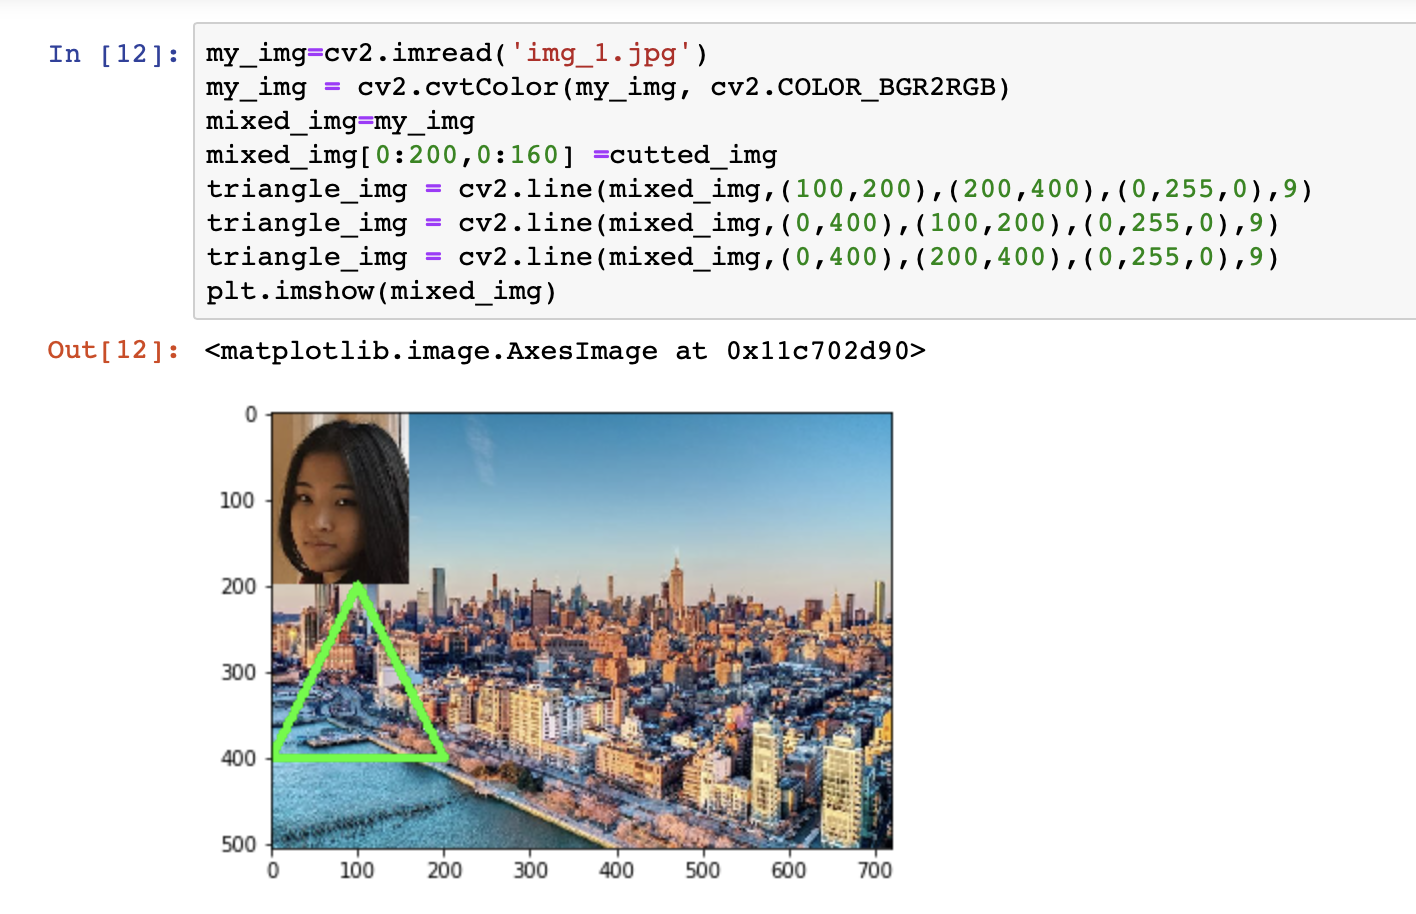 In [12]:
my_img=cv2.imread('img_1.jpg')
my_img = cv2.cvtColor(my_img, cv2.COLOR_BGR2RGB)
mixed_img=my_img
mixed_img[0:200,0:160] =cutted_img
triangle_img = cv2.line(mixed_img,(100,200),(200,400),(0,255,0),9)
triangle_img = cv2.line(mixed_img,(0,400),(100,200),(0,255,0),9)
triangle_img = cv2.line(mixed_img,(0,400),(200,400),(0,255,0),9)
plt.imshow(mixed_img)
Out[12]: <matplotlib.image.AxesImage at 0x11c702d90>
0
100
200
300
400
500
0 100 200 300 400 500 600 700